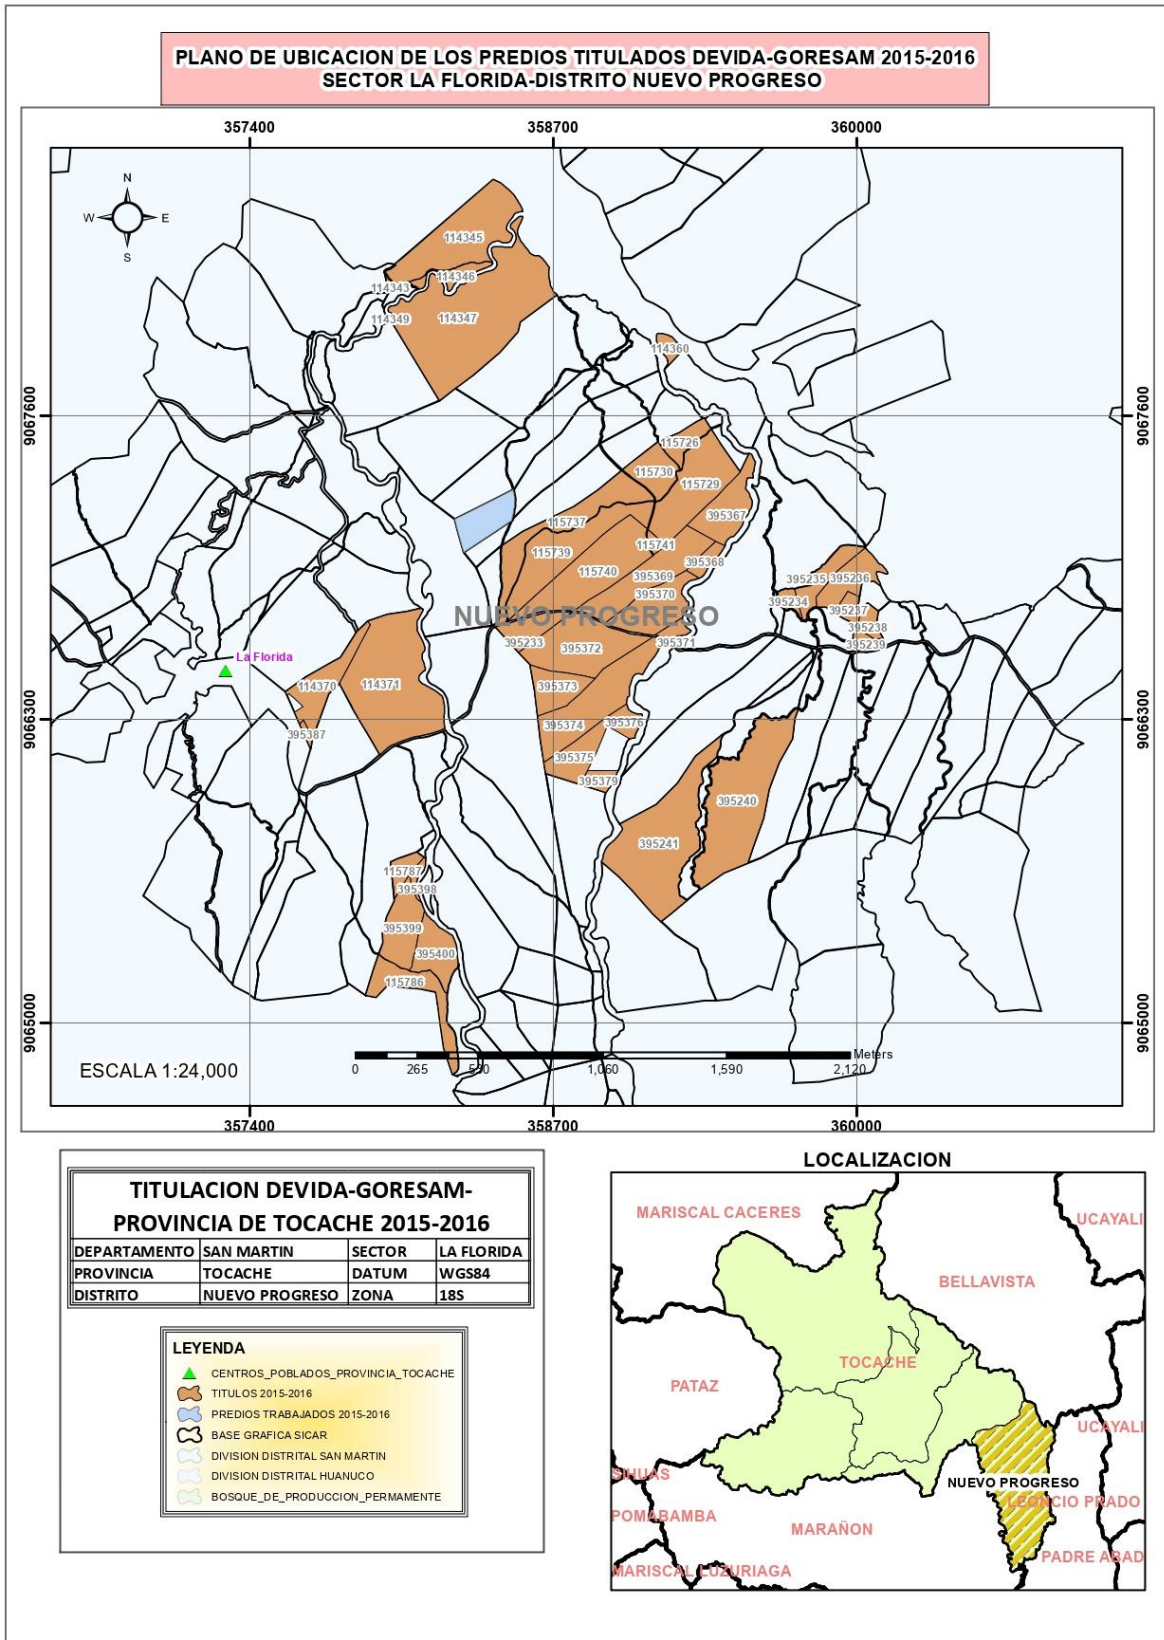 PLANO DE UBICACION DE LOS PREDIOS TITULADOS DEVIDA-GORESAM 2015-2016
SECTOR LA FLORIDA-DISTRITO NUEVO PROGRESO
357400 358700 360000
N
W E
S
114345
114346
114343
114347
114349
114360
9067600 9067600
115726
115730
115729
395367
115737
115741
115739
395368
115740
395369
395235 395236
395370
395234
395237
NUEVO PROGRESO
395238
395233
395371
395239
395372
La Florida
114370
114371
395373
9066300 9066300
395376
395374
395387
395375
395379
395240
395241
115787
395398
395399
395400
115786
9065000 9065000
ESCALA 1:24,000
Meters
0 265 530 1,060 1,590 2,120
357400 358700 360000
TITULACION DEVIDA-GORESAM-
PROVINCIA DE TOCACHE 2015-2016
DEPARTAMENTO SAN MARTIN SECTOR LA FLORIDA
PROVINCIA TOCACHE DATUM WGS84
DISTRITO NUEVO PROGRESO ZONA 18S
LEYENDA
CENTROS_POBLADOS_PROVINCIA_TOCACHE
TITULOS 2015-2016
PREDIOS TRABAJADOS 2015-2016
BASE GRAFICA SICAR
DIVISION DISTRITAL SAN MARTIN
DIVISION DISTRITAL HUANUCO
BOSQUE_DE_PRODUCCION_PERMAMENTE
LOCALIZACION
MARISCAL CACERES
UCAYALI
BELLAVISTA
TOCACHE
PATAZ
UCAYALI
SIHUAS
NUEVO PROGRESO
LEONCIO PRADO
POMABAMBA
MARAÑON
PADRE ABAD
MARISCAL LUZURIAGA